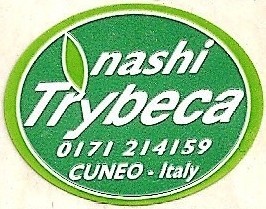 nashi
Trybeca
0171 214159
CUNEO - Italy